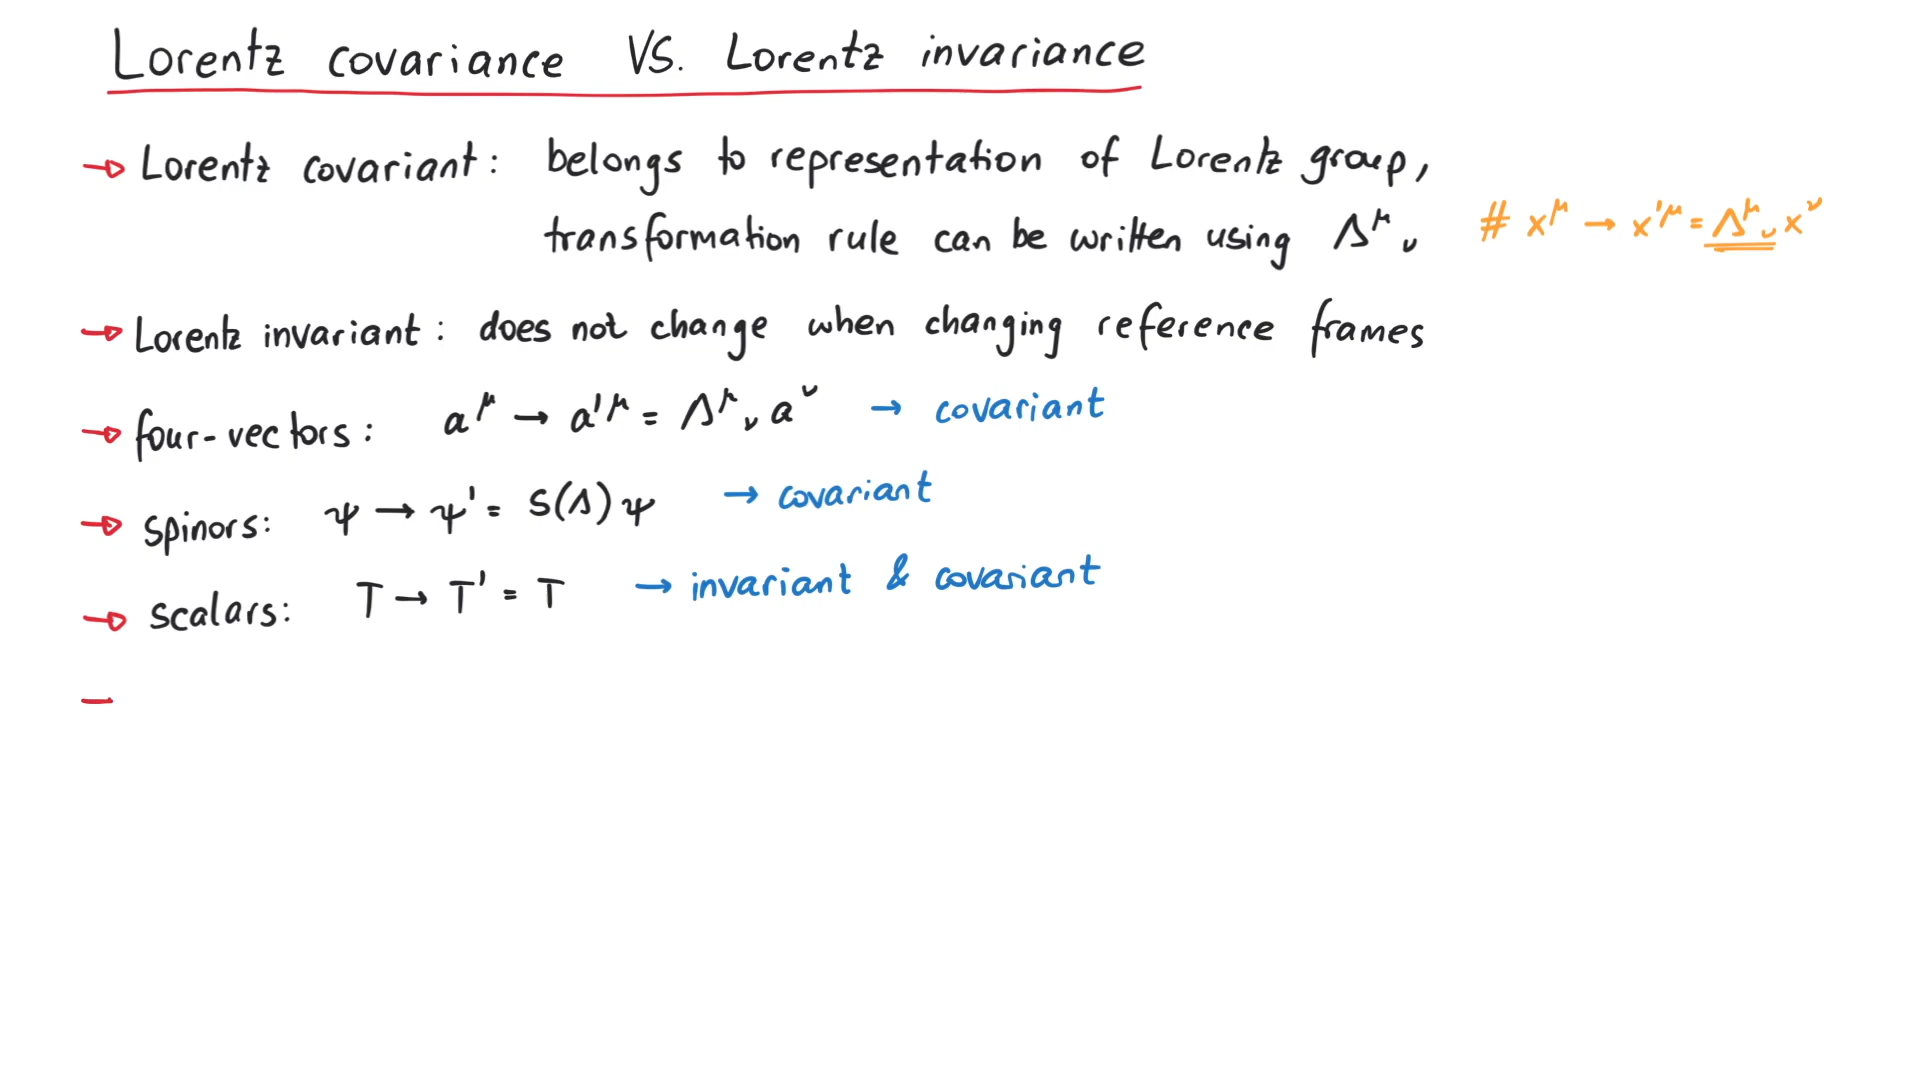 Lorentz covariance VS. Lorentz invariance
→ Lorentz covariant: belongs to representation of Lorentz group,
transformation rule can be written using Λ^μ_ν # x^μ → x'^μ = Λ^μ_ν x^ν
→ Lorentz invariant: does not change when changing reference frames
→ four-vectors: a^μ → a'^μ = Λ^μ_ν a^ν → covariant
→ spinors: ψ → ψ' = S(Λ)ψ → covariant
→ scalars: T → T' = T → invariant & covariant